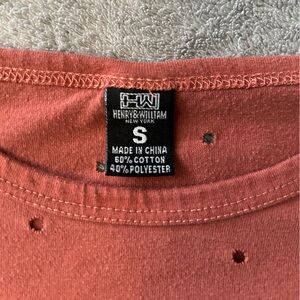 HW
HENRY&WILLIAM
NEW YORK
S
MADE IN CHINA
60% COTTON
40% POLYESTER